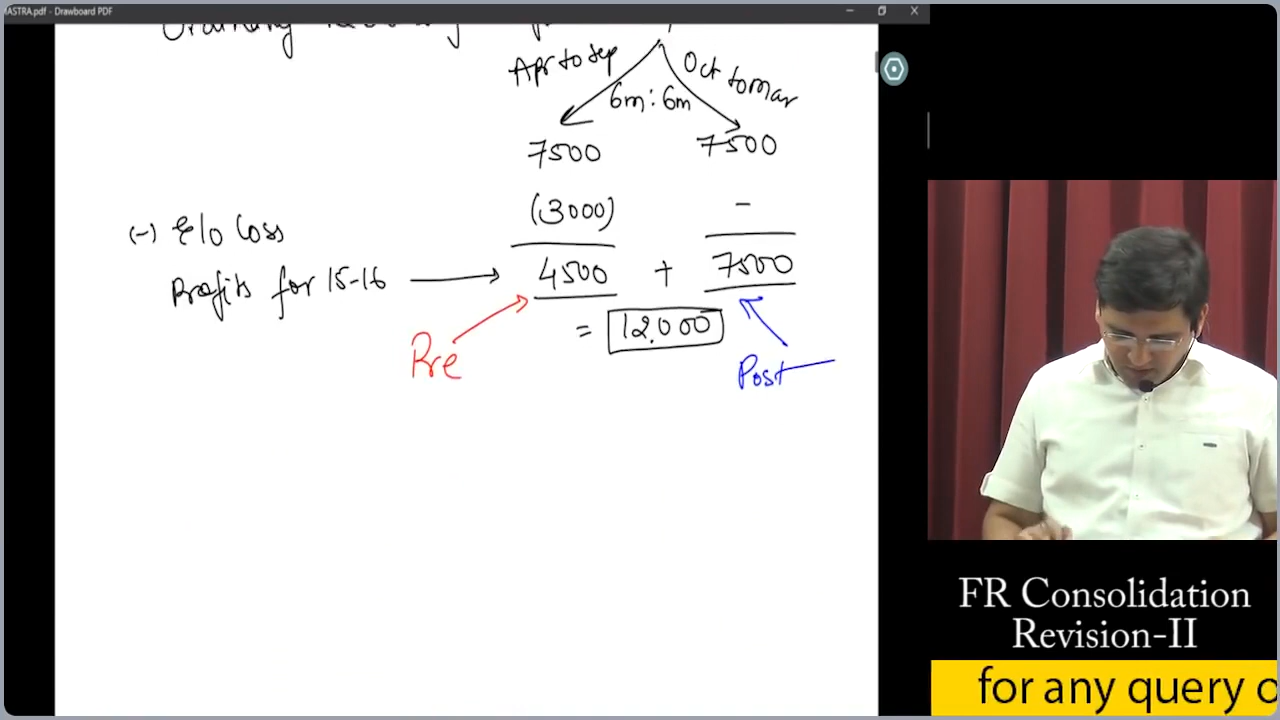 ASTRA.pdf - Drawboard PDF
Apr to sep
Oct to mar
6m : 6m
7500 7500
(-) E/O Loss (3000) -
Profits for 15-16 4500 + 7500
= 12,000
Pre
Post
FR Consolidation
Revision-II
for any query o